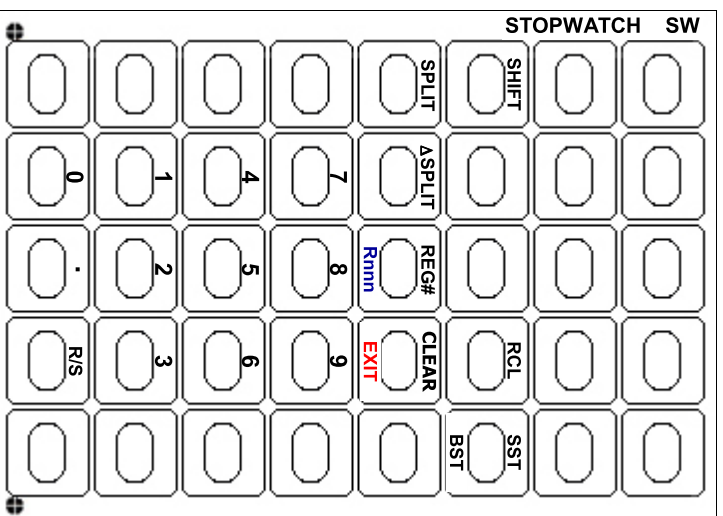 STOPWATCH SW
SPLIT SHIFT
0 1 4 7 ΔSPLIT
. 2 5 8 Rnnn REG#
R/S 3 6 9 EXIT CLEAR RCL
BST SST